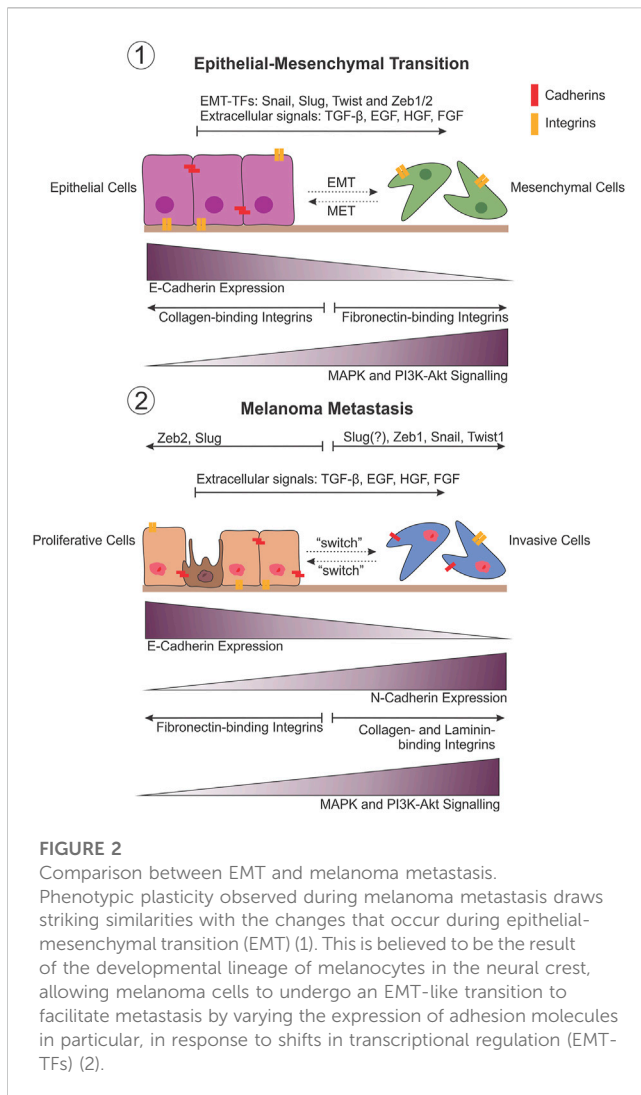 ①
Epithelial-Mesenchymal Transition
EMT-TFs: Snail, Slug, Twist and Zeb1/2
Extracellular signals: TGF-β, EGF, HGF, FGF
Cadherins
Integrins
Epithelial Cells
EMT
MET
Mesenchymal Cells
E-Cadherin Expression
Collagen-binding Integrins
Fibronectin-binding Integrins
MAPK and PI3K-Akt Signalling
②
Melanoma Metastasis
Zeb2, Slug
Slug(?), Zeb1, Snail, Twist1
Extracellular signals: TGF-β, EGF, HGF, FGF
Proliferative Cells
“switch”
“switch”
Invasive Cells
E-Cadherin Expression
N-Cadherin Expression
Fibronectin-binding Integrins
Collagen- and Laminin-
binding Integrins
MAPK and PI3K-Akt Signalling
FIGURE 2
Comparison between EMT and melanoma metastasis.
Phenotypic plasticity observed during melanoma metastasis draws
striking similarities with the changes that occur during epithelial-
mesenchymal transition (EMT) (1). This is believed to be the result
of the developmental lineage of melanocytes in the neural crest,
allowing melanoma cells to undergo an EMT-like transition to
facilitate metastasis by varying the expression of adhesion molecules
in particular, in response to shifts in transcriptional regulation (EMT-
TFs) (2).